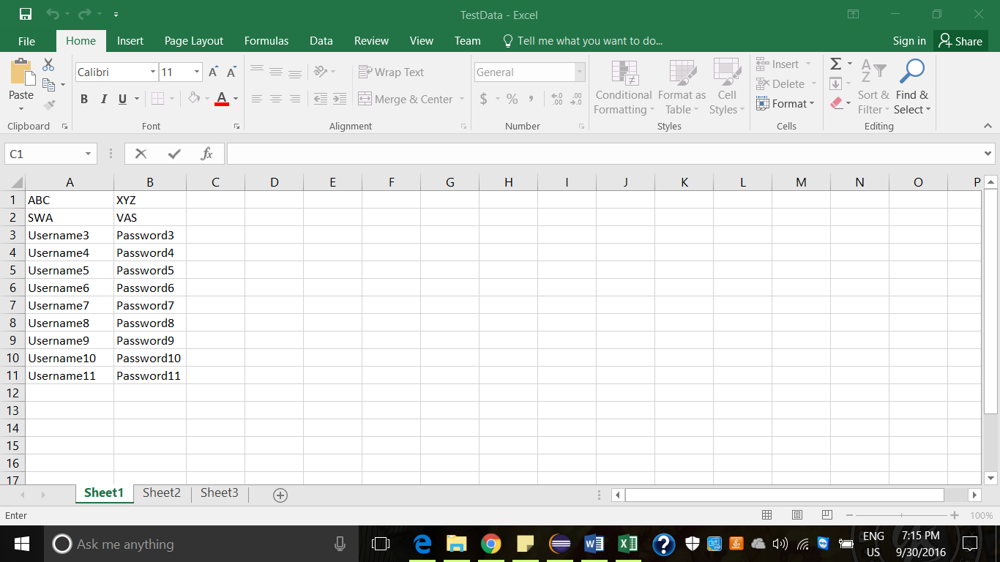 TestData - Excel
File Home Insert Page Layout Formulas Data Review View Team Tell me what you want to do... Sign in Share
Calibri 11 Wrap Text General Insert
Delete
Paste B I U A Merge & Center $ % , Conditional Formatting Format as Table Cell Styles Format Sort & Filter Find & Select
Clipboard Font Alignment Number Styles Cells Editing
C1 fx
A B C D E F G H I J K L M N O P
1 ABC XYZ
2 SWA VAS
3 Username3 Password3
4 Username4 Password4
5 Username5 Password5
6 Username6 Password6
7 Username7 Password7
8 Username8 Password8
9 Username9 Password9
10 Username10 Password10
11 Username11 Password11
12
13
14
15
16
17
Sheet1 Sheet2 Sheet3
Enter 100%
Ask me anything ENG 7:15 PM
US 9/30/2016